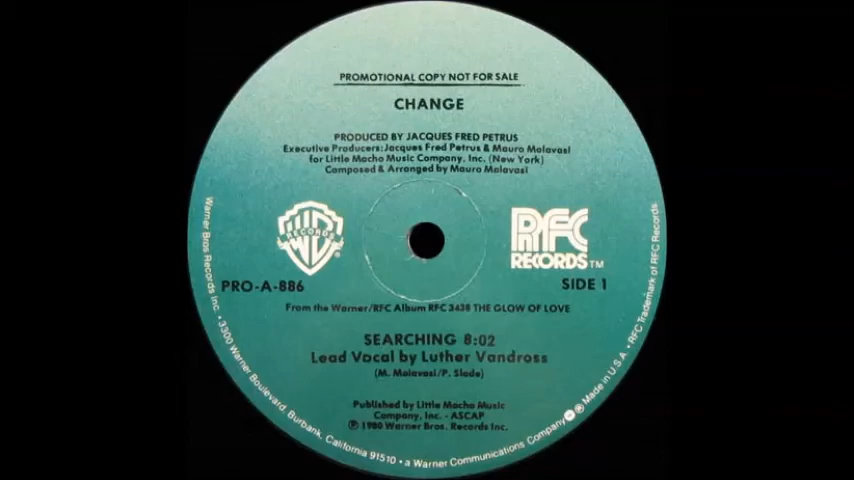 PROMOTIONAL COPY NOT FOR SALE
CHANGE
PRODUCED BY JACQUES FRED PETRUS
Executive Producers: Jacques Fred Petrus & Mauro Malavasi
for Little Macho Music Company, Inc. (New York)
Composed & Arranged by Mauro Malavasi
WB
RECORDS
®
RFC
RECORDS™
PRO-A-886
SIDE 1
From the Warner/RFC Album RFC 3438 THE GLOW OF LOVE
SEARCHING 8:02
Lead Vocal by Luther Vandross
(M. Malavasi/P. Slade)
Published by Little Macho Music
Company, Inc. - ASCAP
℗ 1980 Warner Bros. Records Inc.
Warner Bros Records Inc. • 3300 Warner Boulevard, Burbank, California 91510 • a Warner Communications Company ® Made in U.S.A. • RFC Trademark of RFC Records.